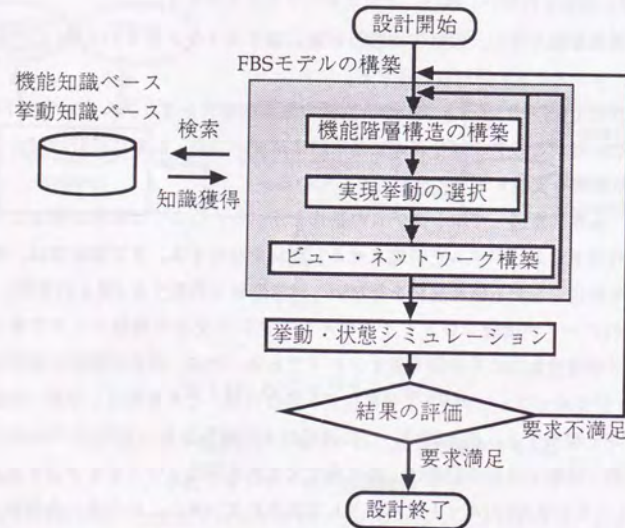 設計開始
FBSモデルの構築
機能知識ベース
挙動知識ベース
検索
知識獲得
機能階層構造の構築
実現挙動の選択
ビュー・ネットワーク構築
挙動・状態シミュレーション
結果の評価
要求不満足
要求満足
設計終了